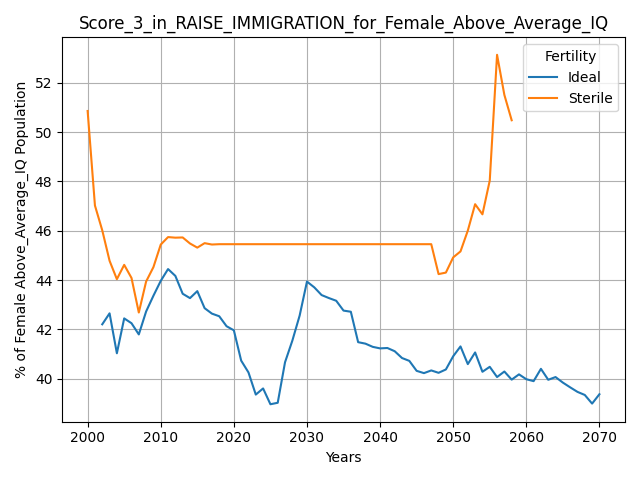 Score_3_in_RAISE_IMMIGRATION_for_Female_Above_Average_IQ
Fertility
Ideal
Sterile
% of Female Above_Average_IQ Population
52
50
48
46
44
42
40
2000 2010 2020 2030 2040 2050 2060 2070
Years